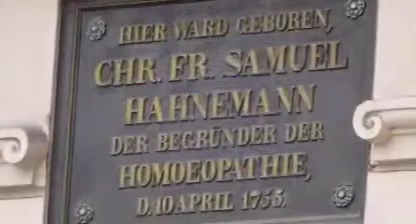 HIER WARD GEBOREN,
CHR. FR. SAMUEL
HAHNEMANN
DER BEGRÜNDER DER
HOMOEOPATHIE,
D. 10 APRIL 1755.